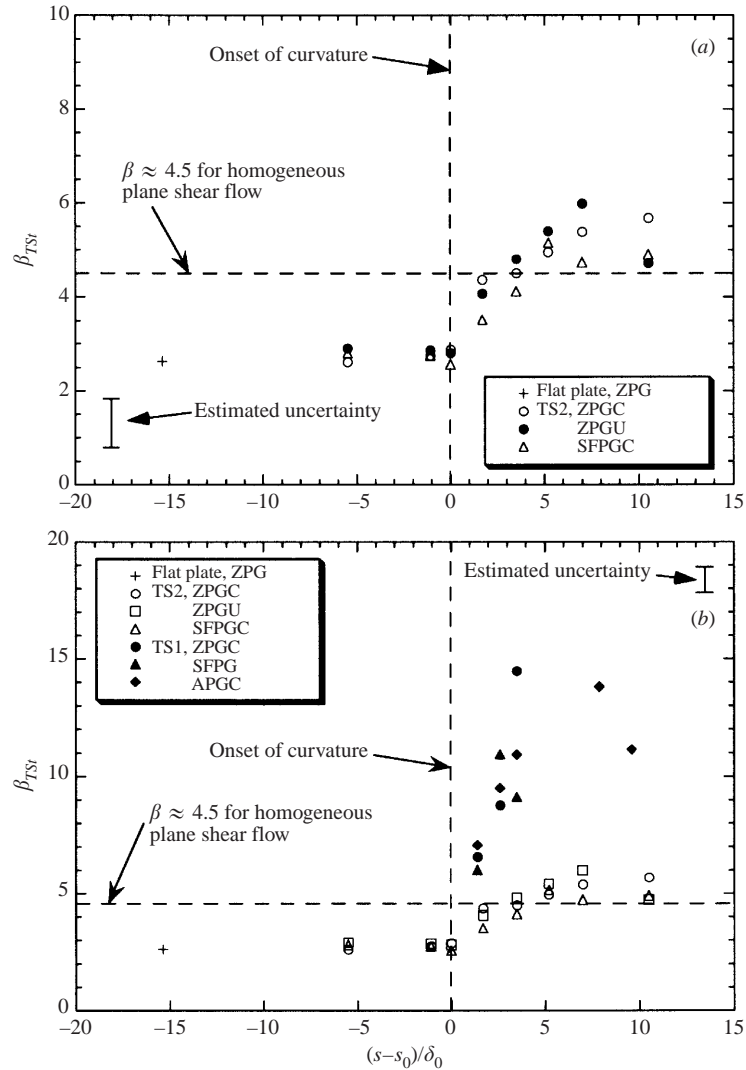 10
(a)
Onset of curvature
8
β ≈ 4.5 for homogeneous
plane shear flow
6
β_TSt
4
Flat plate, ZPG
TS2, ZPGC
ZPGU
SFPGC
2
Estimated uncertainty
0
–20 –15 –10 –5 0 5 10 15
20
Flat plate, ZPG
TS2, ZPGC
ZPGU
SFPGC
TS1, ZPGC
SFPG
APGC
Estimated uncertainty
(b)
15
Onset of curvature
β_TSt
10
β ≈ 4.5 for homogeneous
plane shear flow
5
0
–20 –15 –10 –5 0 5 10 15
(s–s₀)/δ₀